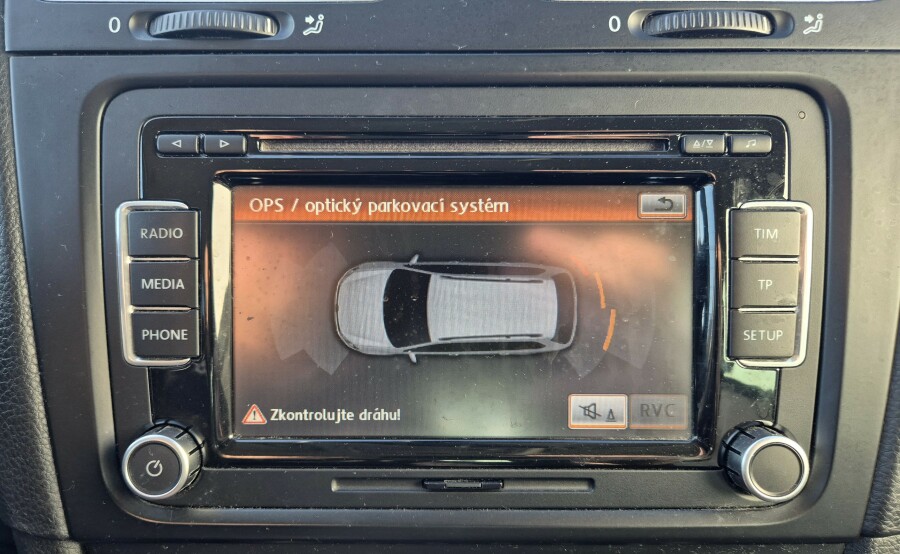 0
0
OPS / optický parkovací systém
RADIO
TIM
MEDIA
TP
PHONE
SETUP
Zkontrolujte dráhu!
RVC